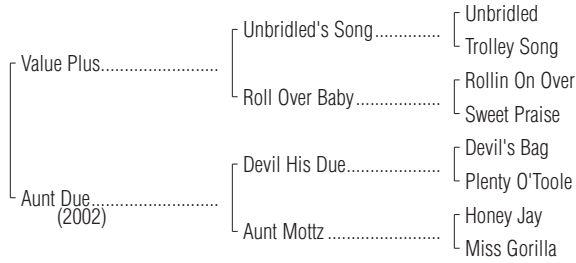 Unbridled
Unbridled's Song..............
Trolley Song
Value Plus.........................
Rollin On Over
Roll Over Baby..................
Sweet Praise
Devil's Bag
Devil His Due....................
Plenty O'Toole
Aunt Due...........................
(2002)
Honey Jay
Aunt Mottz........................
Miss Gorilla